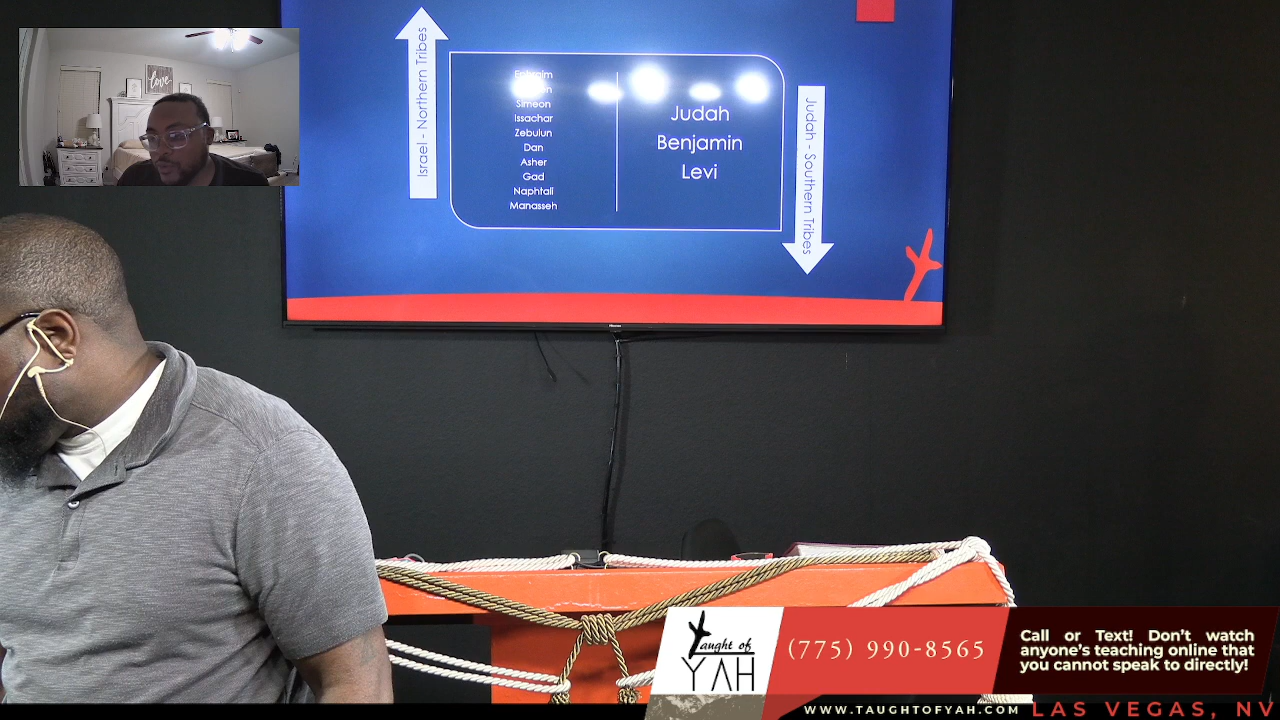 love
Israel - Northern Tribes
Ephraim
Simeon
Issachar
Zebulun
Dan
Asher
Gad
Naphtali
Manasseh
Judah
Benjamin
Levi
Judah - Southern Tribes
Hisense
Taught of
YAH
(775) 990-8565
Call or Text! Don't watch
anyone's teaching online that
you cannot speak to directly!
WWW.TAUGHTOFYAH.COM
LAS VEGAS, NV